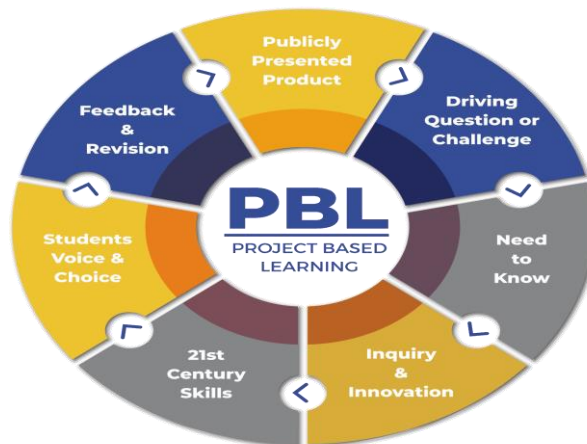 Publicly
Presented
Product
Driving
Question or
Challenge
Need
to
Know
Inquiry
&
Innovation
21st
Century
Skills
Students
Voice &
Choice
Feedback
&
Revision
PBL
PROJECT BASED
LEARNING